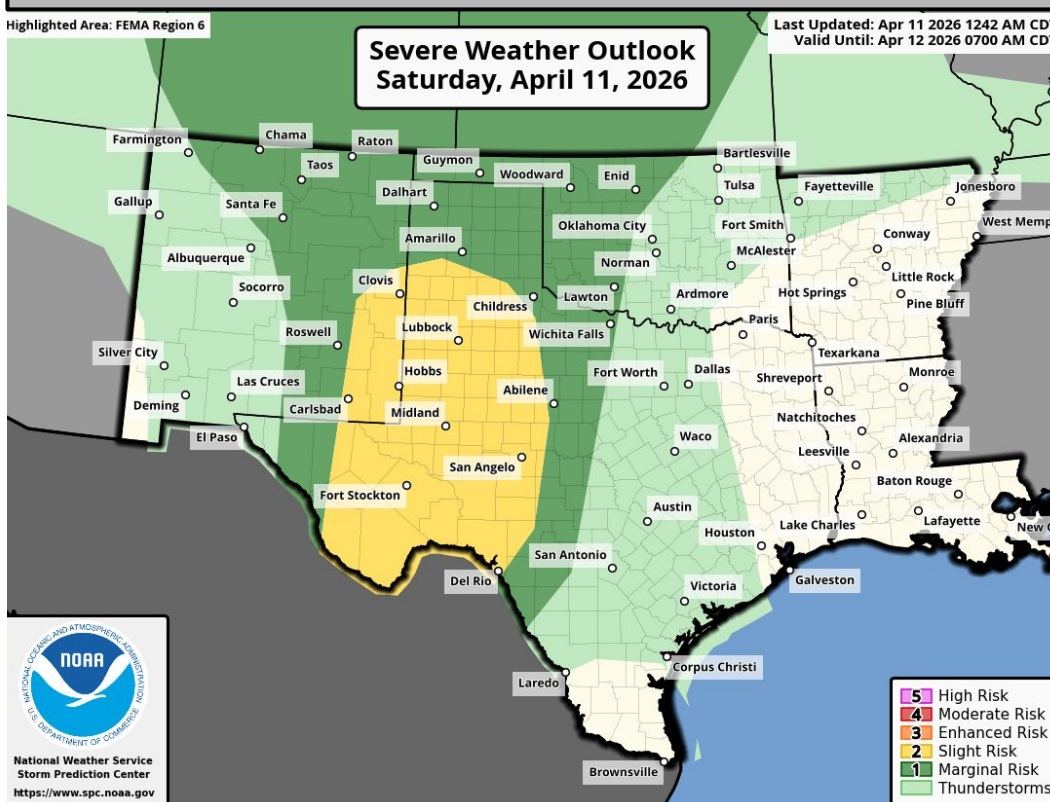 Highlighted Area: FEMA Region 6
Last Updated: Apr 11 2026 1242 AM CDT
Valid Until: Apr 12 2026 0700 AM CDT
Severe Weather Outlook
Saturday, April 11, 2026
Farmington
Chama
Taos
Raton
Guymon
Woodward
Enid
Bartlesville
Tulsa
Fayetteville
Jonesboro
Gallup
Santa Fe
Dalhart
Oklahoma City
Fort Smith
West Memp
Albuquerque
Amarillo
Norman
McAlester
Conway
Socorro
Clovis
Childress
Lawton
Ardmore
Hot Springs
Little Rock
Pine Bluff
Roswell
Lubbock
Wichita Falls
Paris
Texarkana
Silver City
Las Cruces
Hobbs
Abilene
Fort Worth
Dallas
Shreveport
Monroe
Deming
Carlsbad
Midland
Natchitoches
El Paso
Waco
Alexandria
San Angelo
Leesville
Fort Stockton
Baton Rouge
Austin
Houston
Lake Charles
Lafayette
New O
San Antonio
Del Rio
Galveston
Victoria
Laredo
Corpus Christi
Brownsville
NATIONAL OCEANIC AND ATMOSPHERIC ADMINISTRATION
NOAA
U.S. DEPARTMENT OF COMMERCE
National Weather Service
Storm Prediction Center
https://www.spc.noaa.gov
5 High Risk
4 Moderate Risk
3 Enhanced Risk
2 Slight Risk
1 Marginal Risk
Thunderstorms